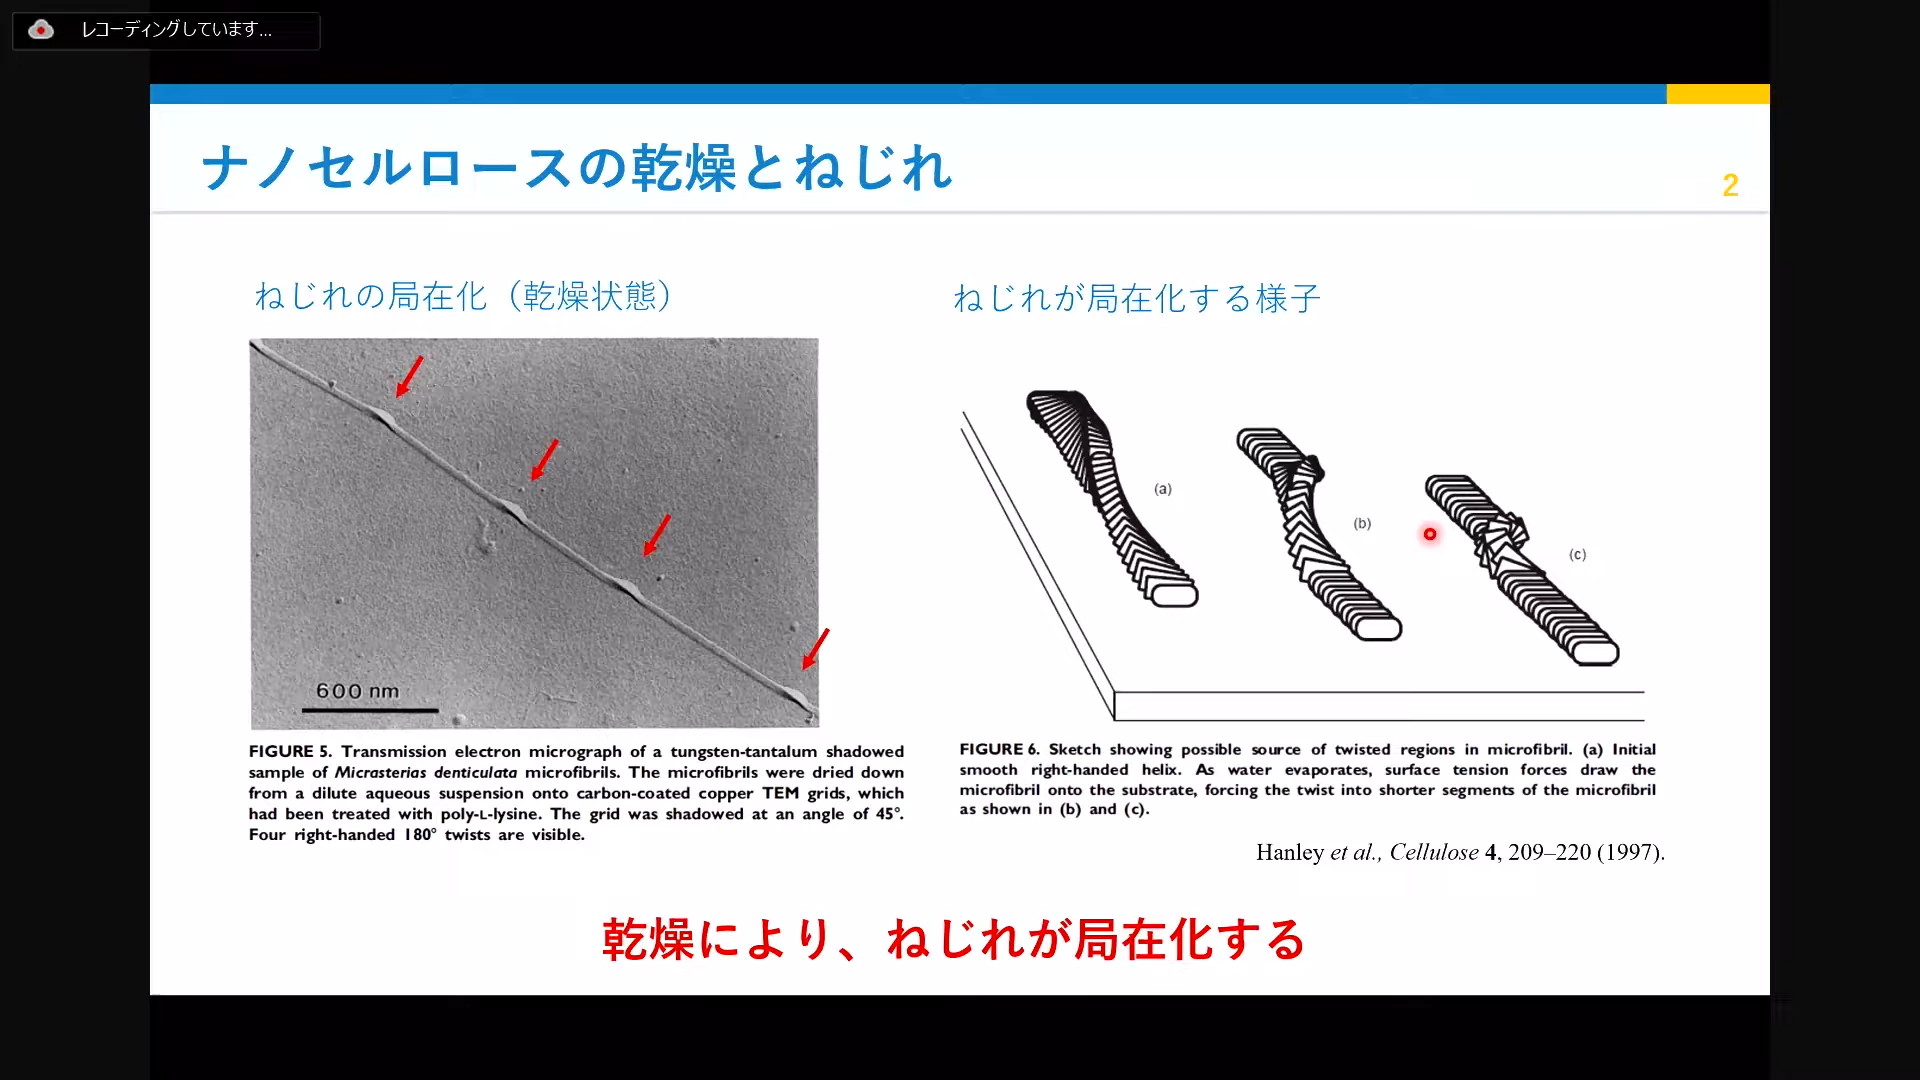 レコーディングしています...
ナノセルロースの乾燥とねじれ
2
ねじれの局在化（乾燥状態）
600 nm
FIGURE 5. Transmission electron micrograph of a tungsten-tantalum shadowed
sample of Micrasterias denticulata microfibrils. The microfibrils were dried down
from a dilute aqueous suspension onto carbon-coated copper TEM grids, which
had been treated with poly-L-lysine. The grid was shadowed at an angle of 45°.
Four right-handed 180° twists are visible.
ねじれが局在化する様子
(a)
(b)
(c)
FIGURE 6. Sketch showing possible source of twisted regions in microfibril. (a) Initial
smooth right-handed helix. As water evaporates, surface tension forces draw the
microfibril onto the substrate, forcing the twist into shorter segments of the microfibril
as shown in (b) and (c).
Hanley et al., Cellulose 4, 209–220 (1997).
乾燥により、ねじれが局在化する